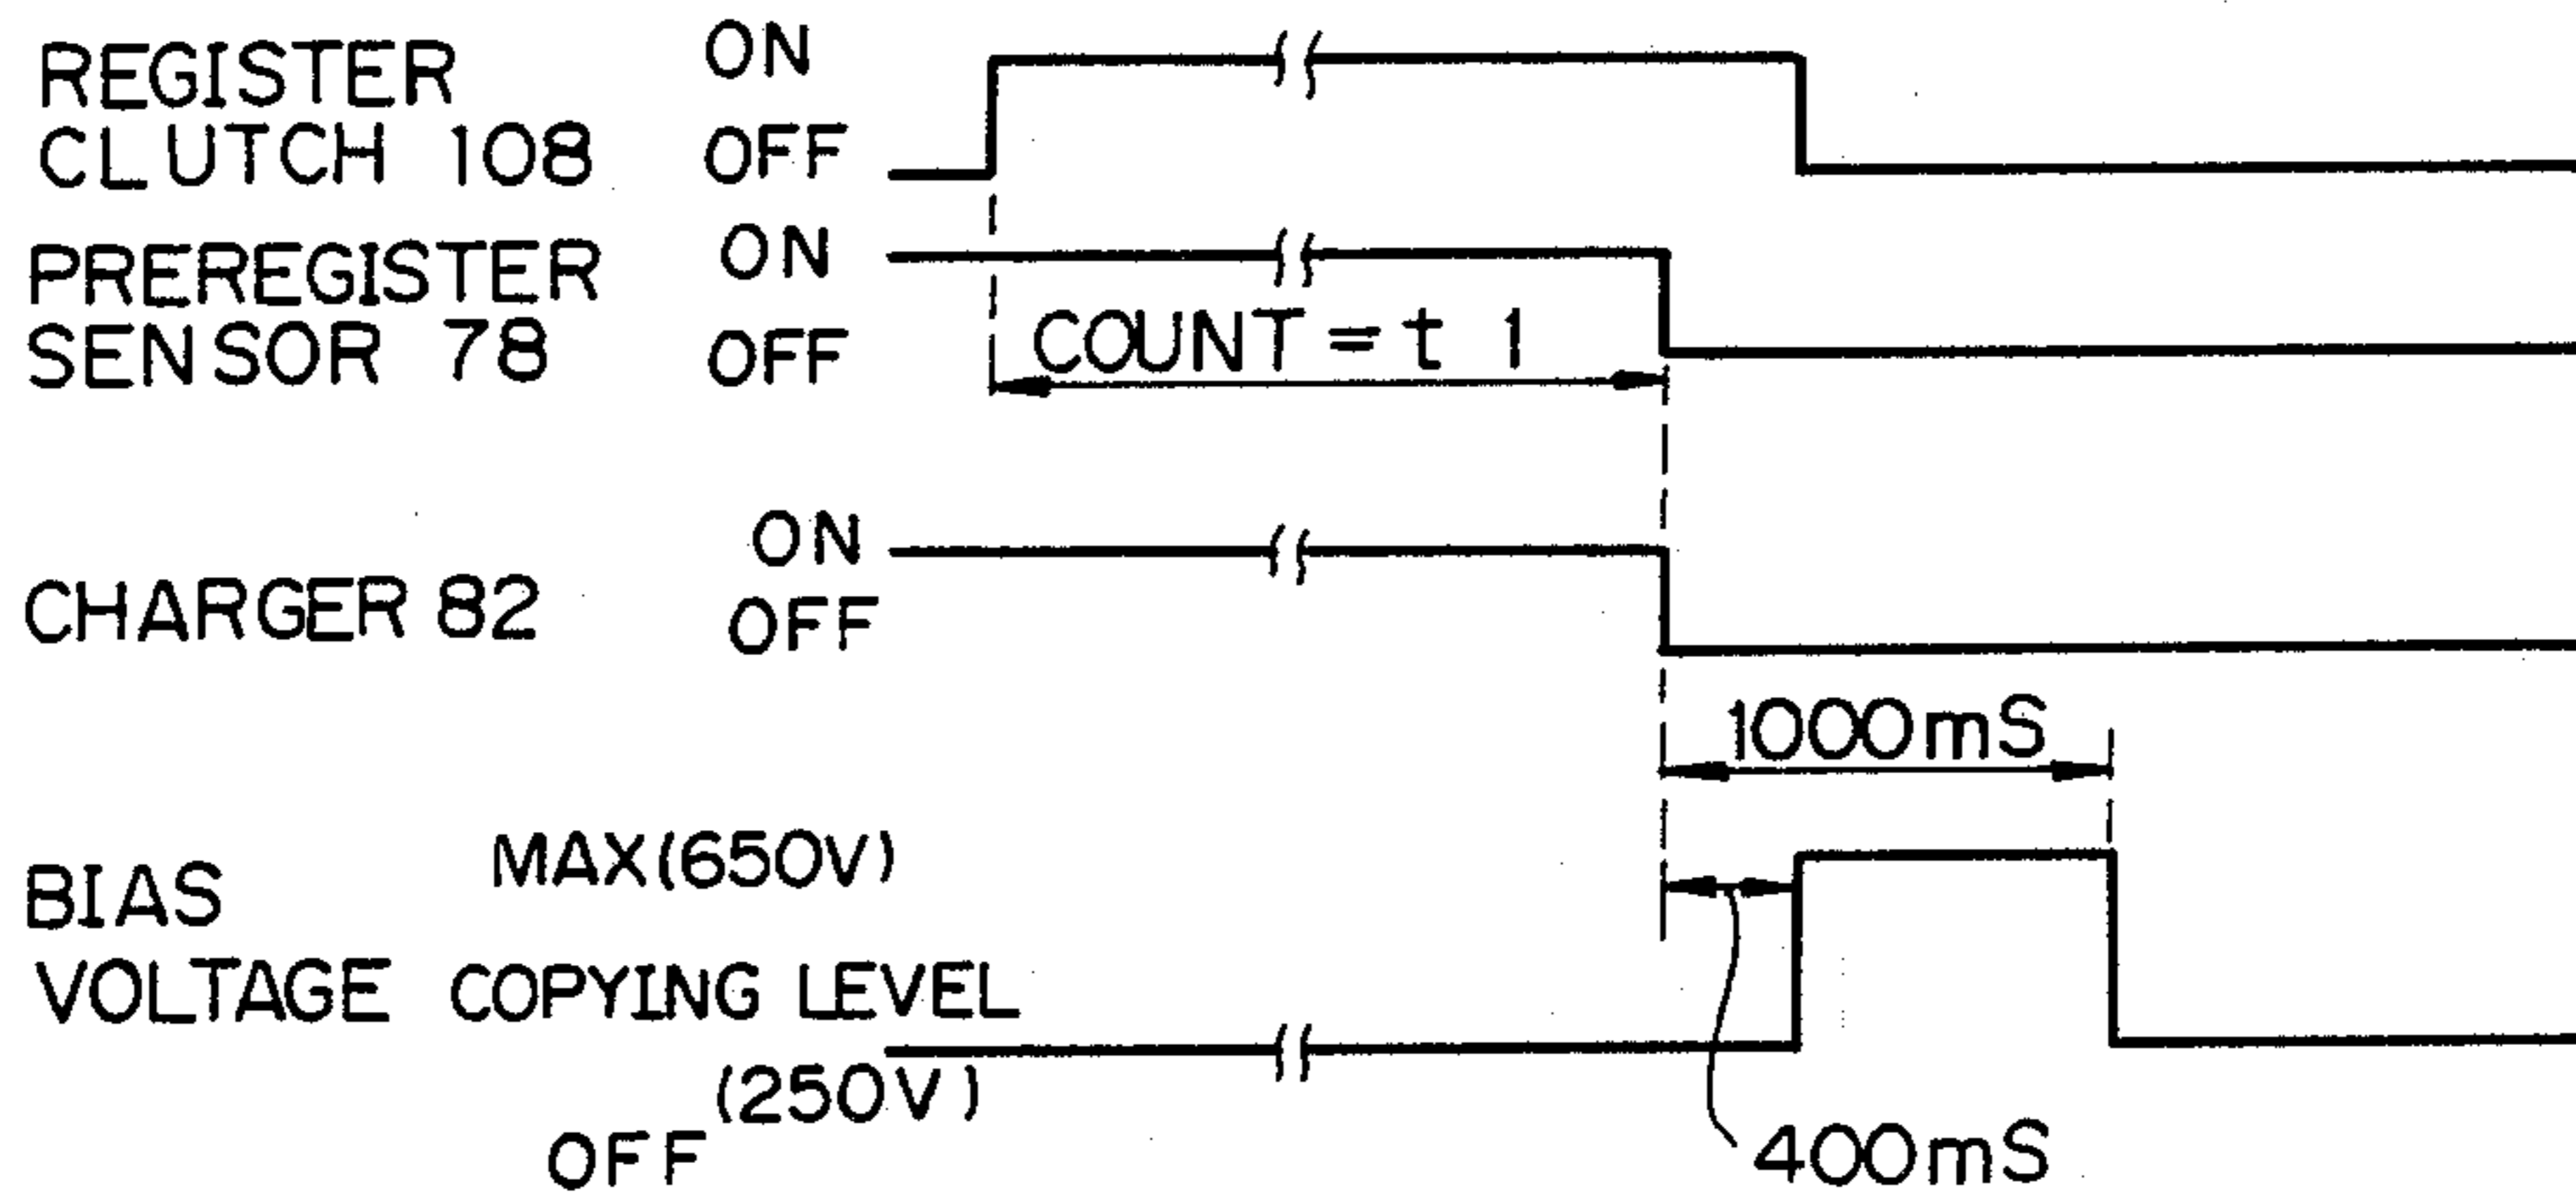 REGISTER
CLUTCH 108
ON
OFF
PREREGISTER
SENSOR 78
ON
OFF
COUNT = t 1
CHARGER 82
ON
OFF
1000mS
BIAS
VOLTAGE
MAX(650V)
COPYING LEVEL
(250V)
OFF
400mS